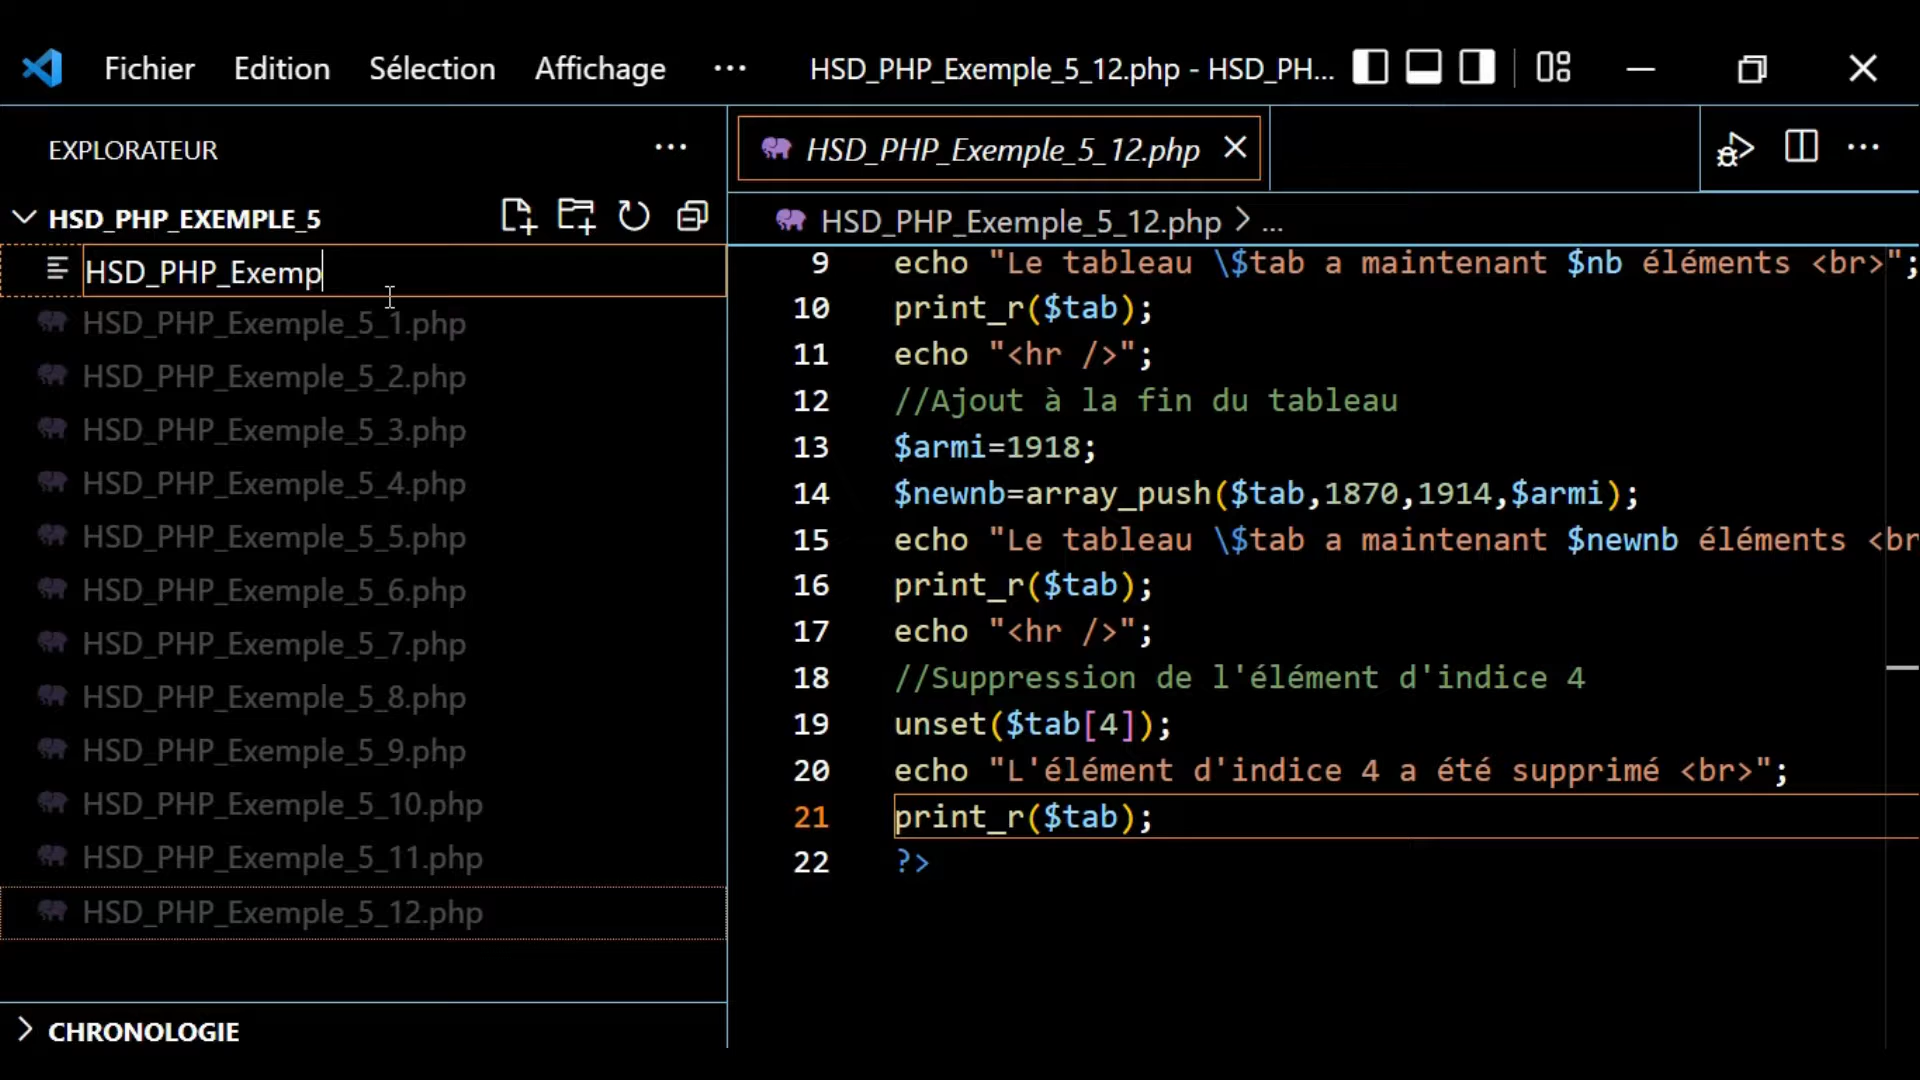 Fichier Edition Sélection Affichage ··· HSD_PHP_Exemple_5_12.php - HSD_PH...
EXPLORATEUR ···
HSD_PHP_EXEMPLE_5
HSD_PHP_Exemp
HSD_PHP_Exemple_5_1.php
HSD_PHP_Exemple_5_2.php
HSD_PHP_Exemple_5_3.php
HSD_PHP_Exemple_5_4.php
HSD_PHP_Exemple_5_5.php
HSD_PHP_Exemple_5_6.php
HSD_PHP_Exemple_5_7.php
HSD_PHP_Exemple_5_8.php
HSD_PHP_Exemple_5_9.php
HSD_PHP_Exemple_5_10.php
HSD_PHP_Exemple_5_11.php
HSD_PHP_Exemple_5_12.php
CHRONOLOGIE
HSD_PHP_Exemple_5_12.php
HSD_PHP_Exemple_5_12.php > ...
9 echo "Le tableau \$tab a maintenant $nb éléments <br>";
10 print_r($tab);
11 echo "<hr />";
12 //Ajout à la fin du tableau
13 $armi=1918;
14 $newnb=array_push($tab,1870,1914,$armi);
15 echo "Le tableau \$tab a maintenant $newnb éléments <br
16 print_r($tab);
17 echo "<hr />";
18 //Suppression de l'élément d'indice 4
19 unset($tab[4]);
20 echo "L'élément d'indice 4 a été supprimé <br>";
21 print_r($tab);
22 ?>